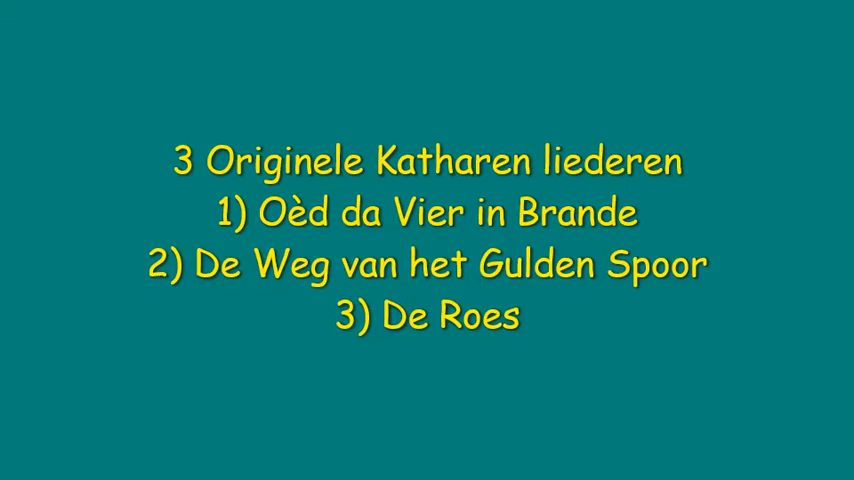 3 Originele Katharen liederen
1) Oèd da Vier in Brande
2) De Weg van het Gulden Spoor
3) De Roes